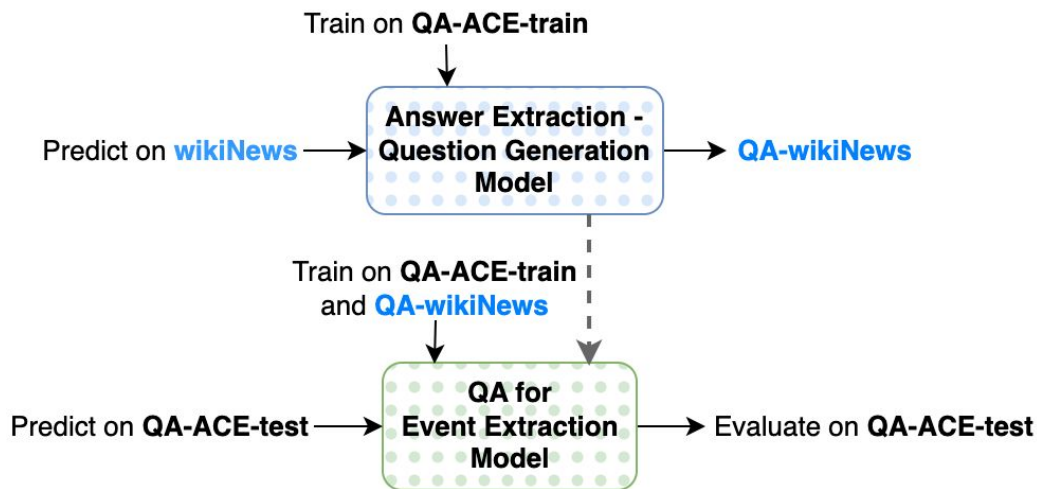 Train on QA-ACE-train
Answer Extraction -
Predict on wikiNews
Question Generation
QA-wikiNews
Model
Train on QA-ACE-train
and QA-wikiNews
QA for
Predict on QA-ACE-test
Event Extraction
Evaluate on QA-ACE-test
Model